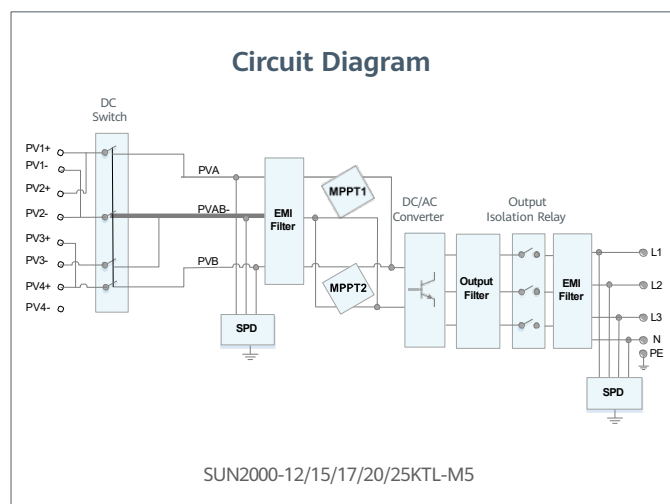 Circuit Diagram
DC
Switch
PV1+
PV1-
PV2+
PV2-
PV3+
PV3-
PV4+
PV4-
PVA
PVAB-
PVB
EMI
Filter
SPD
MPPT1
MPPT2
DC/AC
Converter
Output
Filter
Output
Isolation Relay
EMI
Filter
L1
L2
L3
N
PE
SPD
SUN2000-12/15/17/20/25KTL-M5